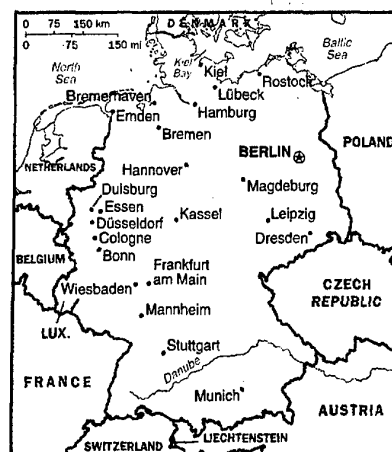 0 75 150 km
0 75 150 mi
DENMARK
North
Sea
Kiel
Bay
Baltic
Sea
Kiel
Rostock
Lübeck
Bremerhaven
Hamburg
Emden
Bremen
POLAND
BERLIN
Hannover
NETHERLANDS
Magdeburg
Duisburg
Essen
Kassel
Leipzig
Düsseldorf
Dresden
Cologne
BELGIUM
Bonn
Frankfurt
am Main
CZECH
REPUBLIC
Wiesbaden
Mannheim
LUX.
Stuttgart
Danube
FRANCE
Munich
AUSTRIA
SWITZERLAND
LIECHTENSTEIN